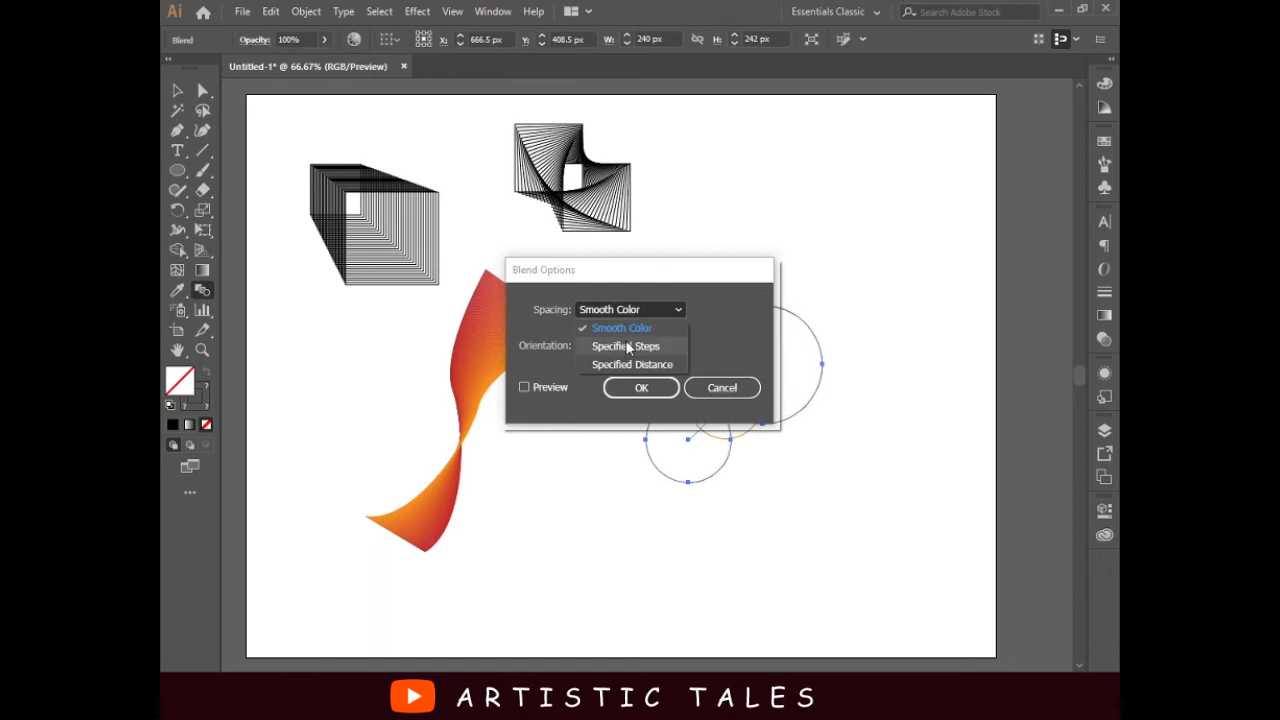 Ai File Edit Object Type Select Effect View Window Help Essentials Classic Search Adobe Stock
Blend Opacity: 100% X: 666.5 px Y: 408.5 px W: 240 px H: 242 px
Untitled-1* @ 66.67% (RGB/Preview)
Blend Options
Spacing: Smooth Color
Smooth Color
Orientation: Specified Steps
Specified Distance
Preview OK Cancel
ARTISTIC TALES